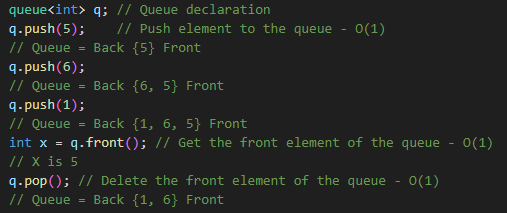 queue<int> q; // Queue declaration
q.push(5);    // Push element to the queue - O(1)
// Queue = Back {5} Front
q.push(6);
// Queue = Back {6, 5} Front
q.push(1);
// Queue = Back {1, 6, 5} Front
int x = q.front(); // Get the front element of the queue - O(1)
// X is 5
q.pop(); // Delete the front element of the queue - O(1)
// Queue = Back {1, 6} Front